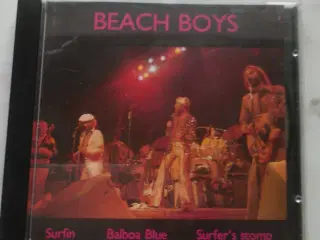 BEACH BOYS
Surfin Balboa Blue Surfer's stomp